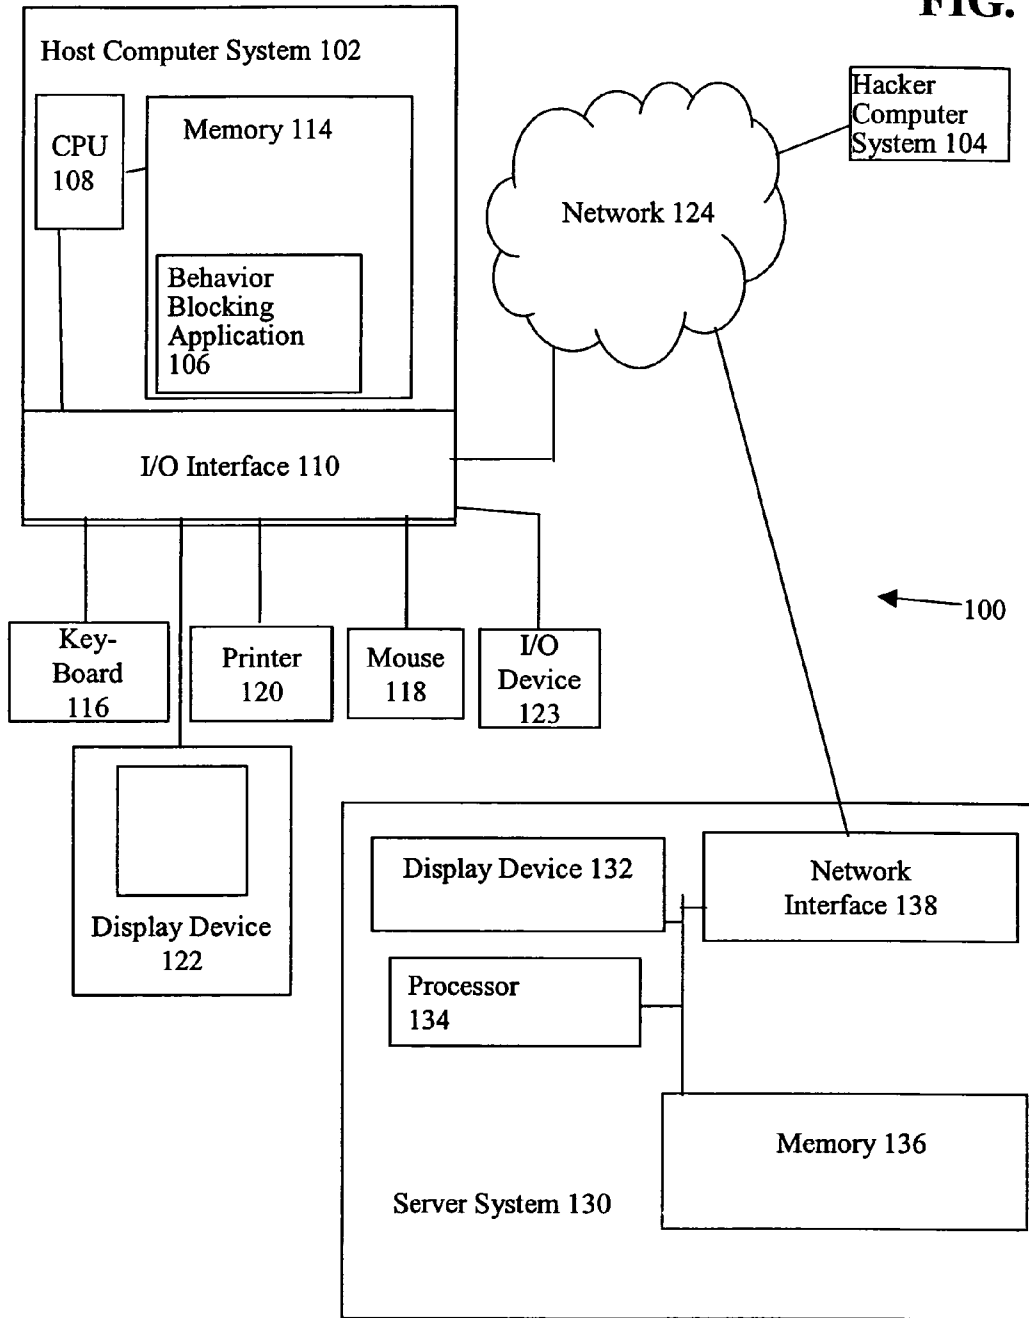 FIG.
Host Computer System 102
CPU
108
Memory 114
Behavior
Blocking
Application
106
I/O Interface 110
Network 124
Hacker
Computer
System 104
100
Key-
Board
116
Printer
120
Mouse
118
I/O
Device
123
Display Device
122
Display Device 132
Network
Interface 138
Processor
134
Memory 136
Server System 130